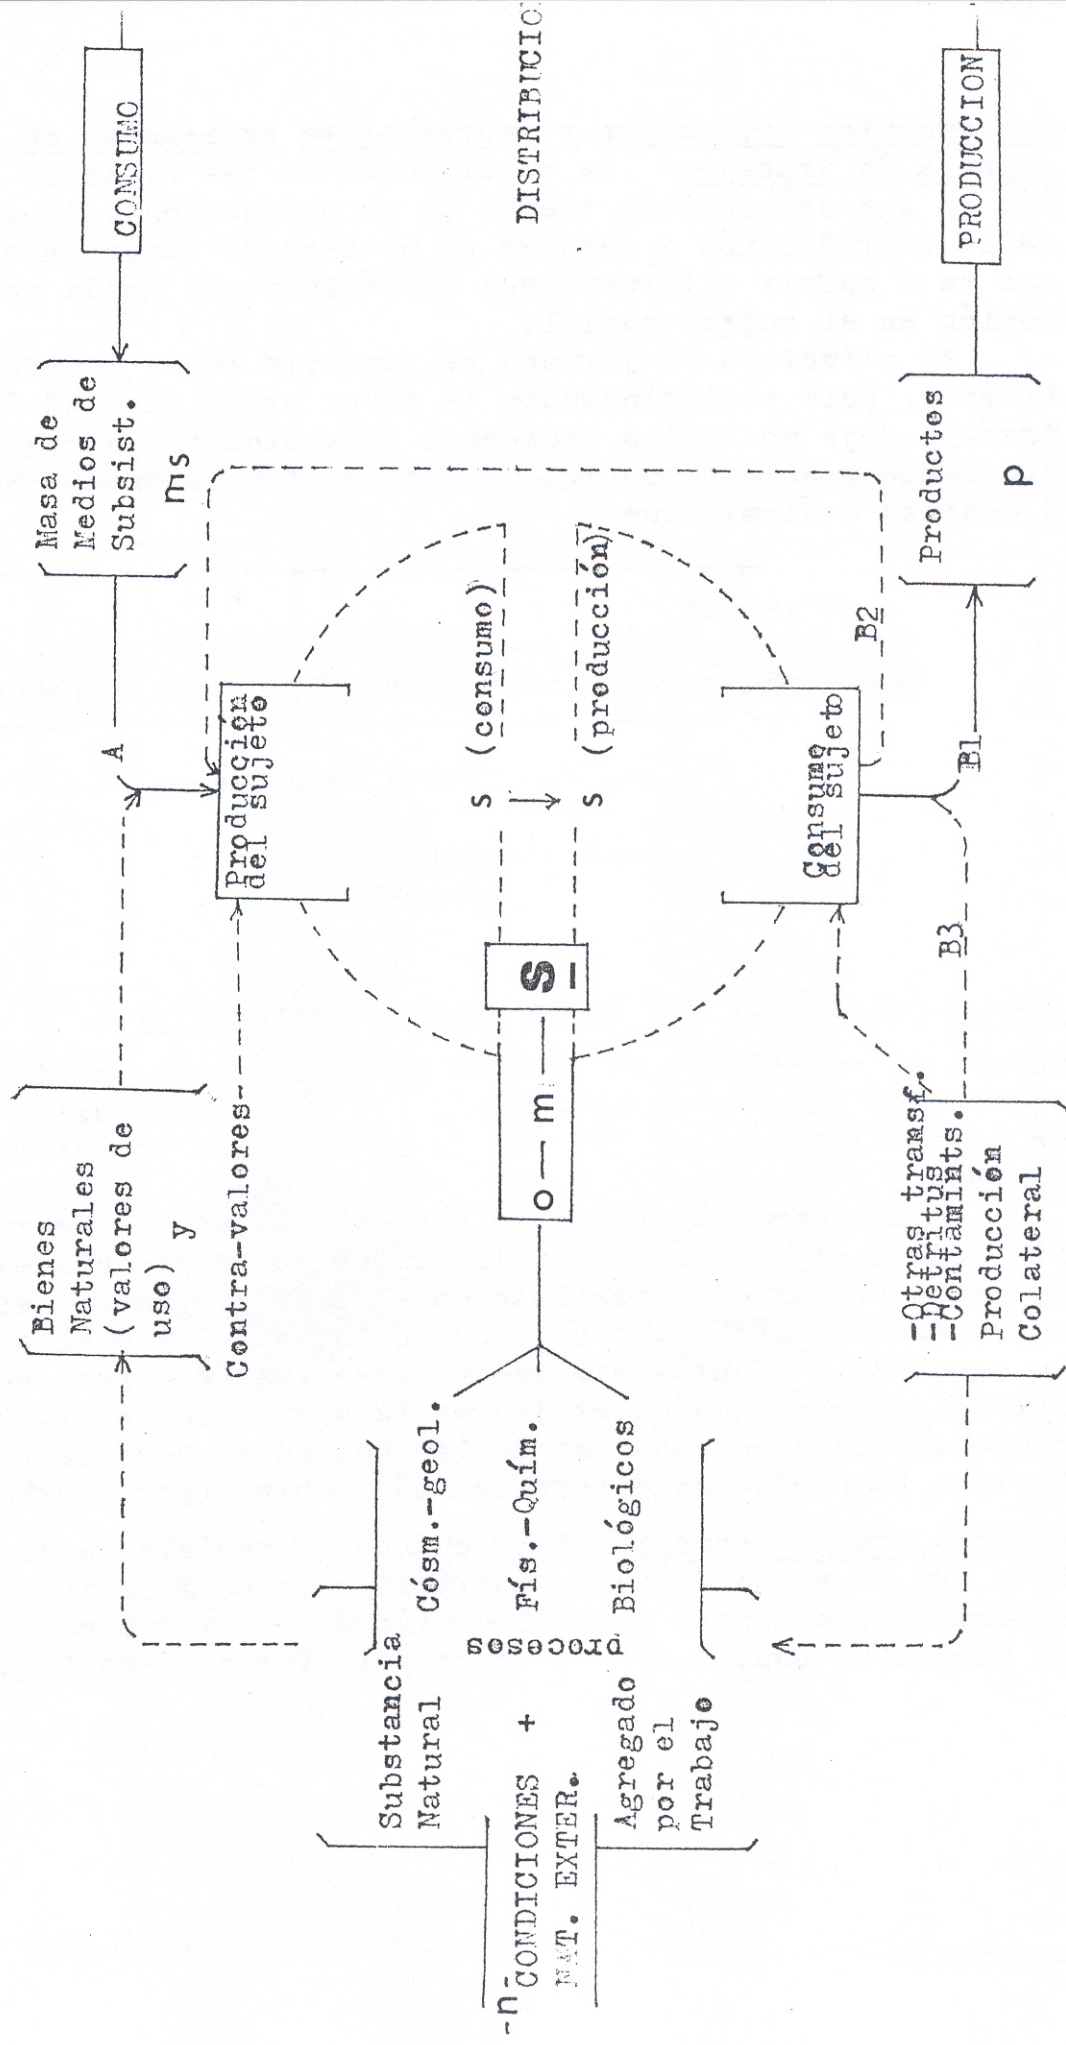 -n-
CONDICIONES
NAT. EXTER.
Substancia
Natural
+
Agregado
por el
Trabajo
procesos
Cósm.-geol.
Fís.-Quím.
Biológicos
Bienes
Naturales
(valores de
uso) y
Contra-valores-
-Otras transf.
-Detritus
-Contamints.
Producción
Colateral
o — m —
S
s (consumo)
s (producción)
Producción
del sujeto
Consumo
del sujeto
A
B1
B2
B3
Masa de
Medios de
Subsist.
ms
Productos
p
CONSUMO
DISTRIBUCIO
PRODUCCION